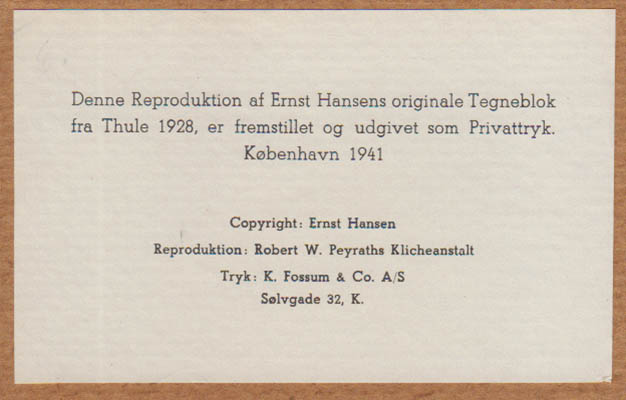 Denne Reproduktion af Ernst Hansens originale Tegneblok
fra Thule 1928, er fremstillet og udgivet som Privattryk.
København 1941
Copyright: Ernst Hansen
Reproduktion: Robert W. Peyraths Klicheanstalt
Tryk: K. Fossum & Co. A/S
Sølvgade 32, K.